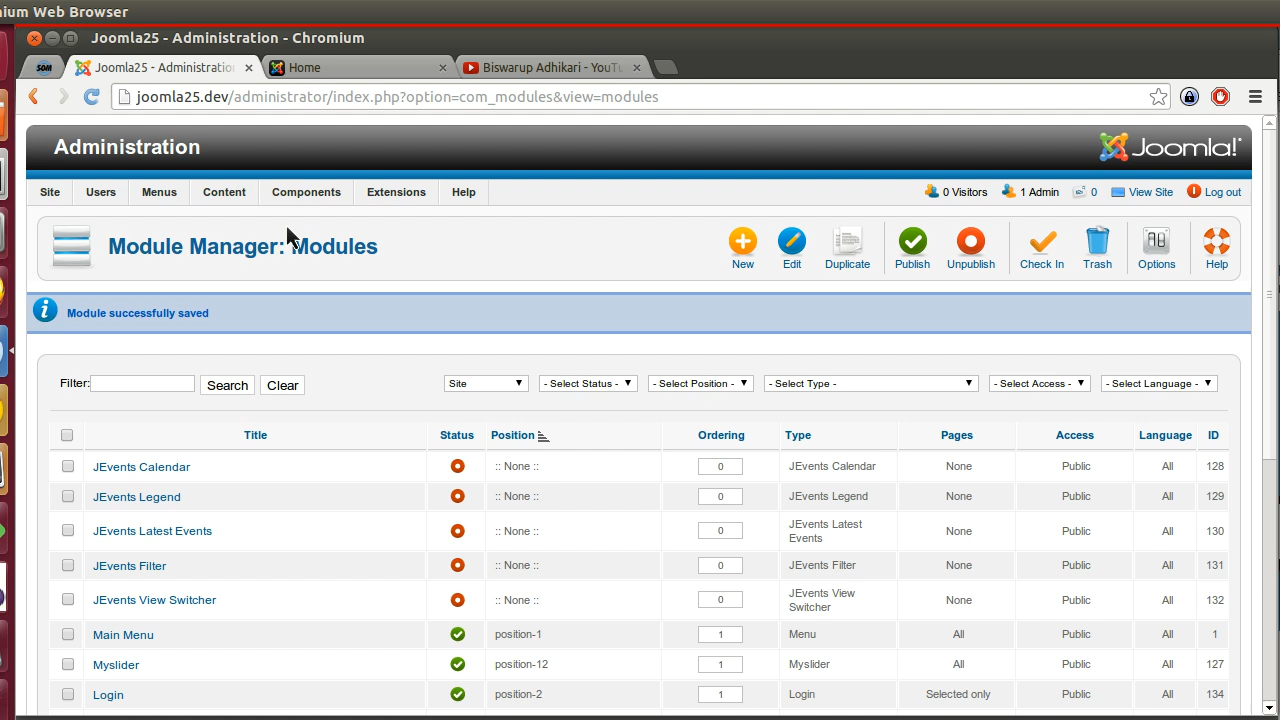 ium Web Browser
Joomla25 - Administration - Chromium
Joomla25 - Administration
Home
Biswarup Adhikari - YouTu
joomla25.dev/administrator/index.php?option=com_modules&view=modules
Administration
Joomla!
Site Users Menus Content Components Extensions Help
0 Visitors 1 Admin 0 View Site Log out
Module Manager: Modules
New Edit Duplicate Publish Unpublish Check In Trash Options Help
Module successfully saved
Filter: Search Clear Site - Select Status - - Select Position - - Select Type - - Select Access - - Select Language -
Title Status Position Ordering Type Pages Access Language ID
JEvents Calendar :: None :: 0 JEvents Calendar None Public All 128
JEvents Legend :: None :: 0 JEvents Legend None Public All 129
JEvents Latest Events :: None :: 0 JEvents Latest Events None Public All 130
JEvents Filter :: None :: 0 JEvents Filter None Public All 131
JEvents View Switcher :: None :: 0 JEvents View Switcher None Public All 132
Main Menu position-1 1 Menu All Public All 1
Myslider position-12 1 Myslider All Public All 127
Login position-2 1 Login Selected only Public All 134